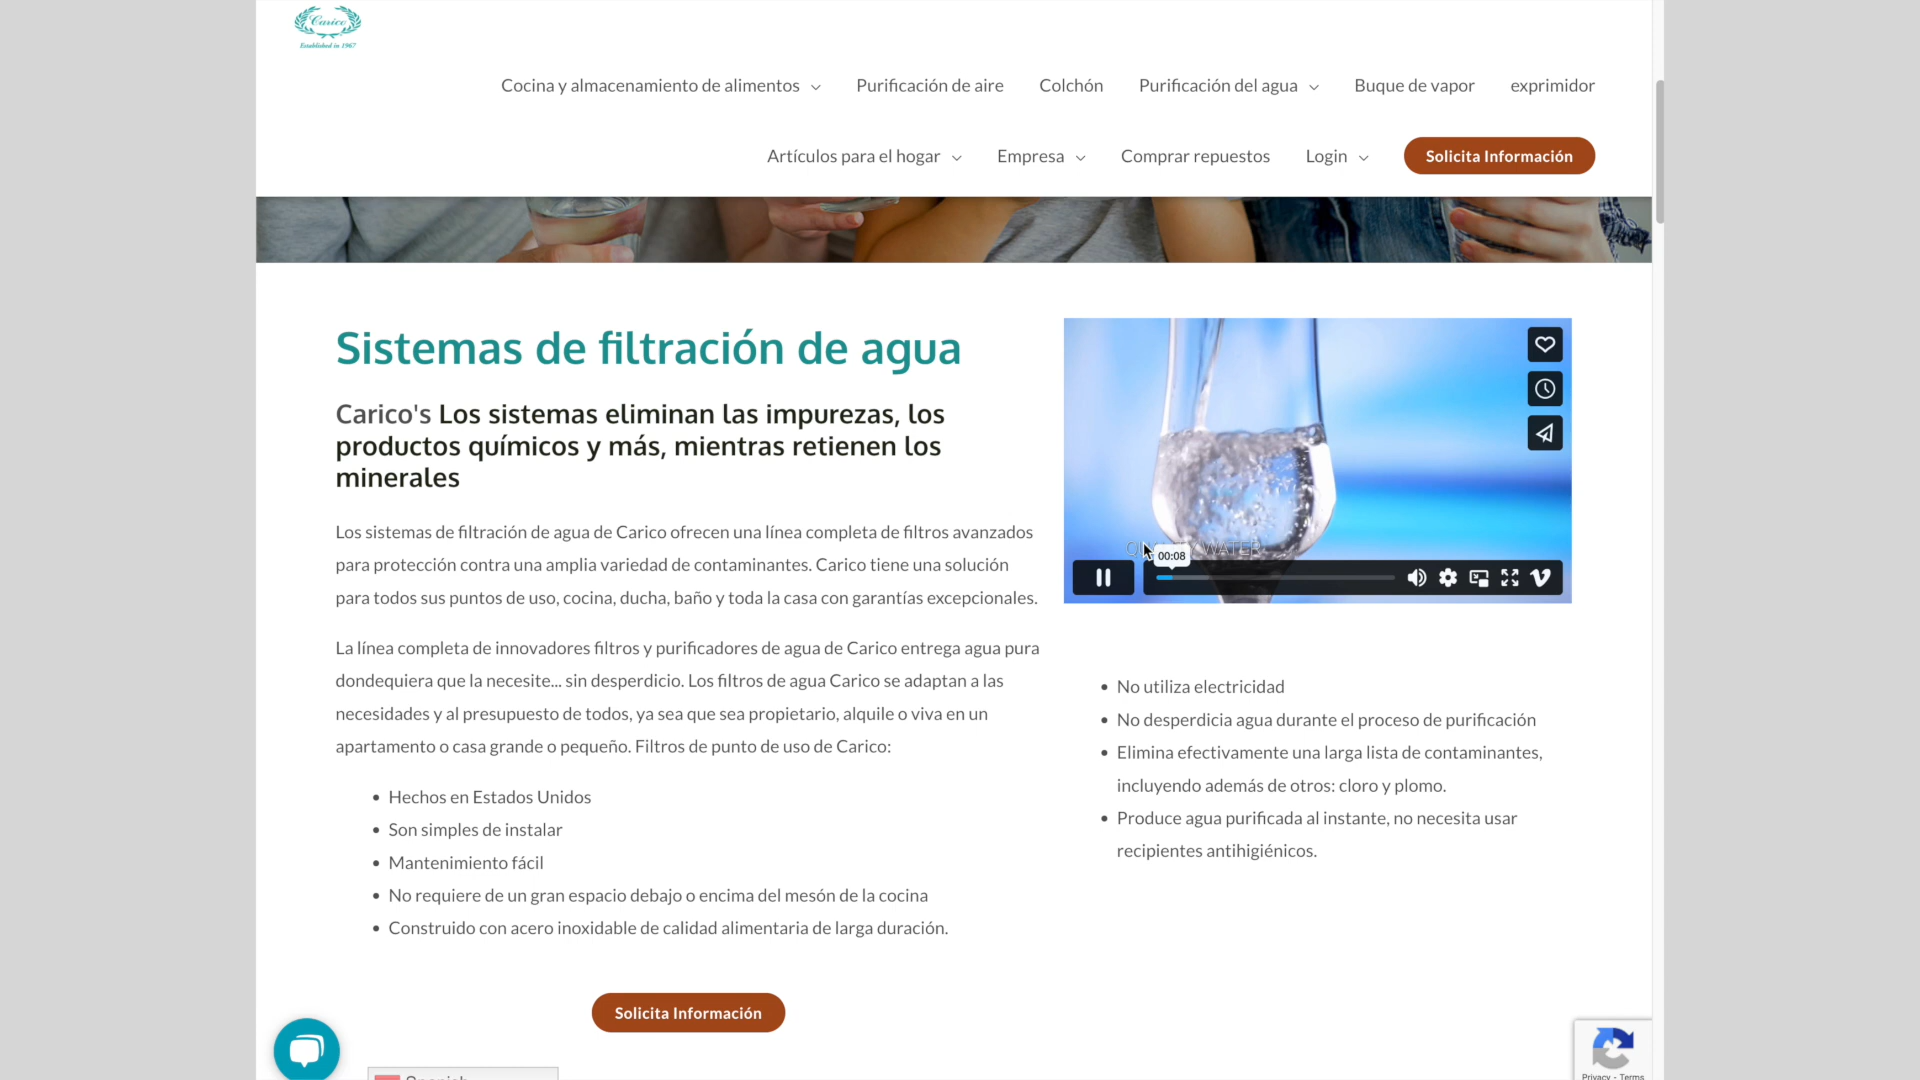 Carico
Established in 1967
Cocina y almacenamiento de alimentos
Purificación de aire
Colchón
Purificación del agua
Buque de vapor
exprimidor
Artículos para el hogar
Empresa
Comprar repuestos
Login
Solicita Información
Sistemas de filtración de agua
Carico's Los sistemas eliminan las impurezas, los
productos químicos y más, mientras retienen los
minerales
Los sistemas de filtración de agua de Carico ofrecen una línea completa de filtros avanzados
para protección contra una amplia variedad de contaminantes. Carico tiene una solución
para todos sus puntos de uso, cocina, ducha, baño y toda la casa con garantías excepcionales.
La línea completa de innovadores filtros y purificadores de agua de Carico entrega agua pura
dondequiera que la necesite... sin desperdicio. Los filtros de agua Carico se adaptan a las
necesidades y al presupuesto de todos, ya sea que sea propietario, alquile o viva en un
apartamento o casa grande o pequeño. Filtros de punto de uso de Carico:
Hechos en Estados Unidos
Son simples de instalar
Mantenimiento fácil
No requiere de un gran espacio debajo o encima del mesón de la cocina
Construido con acero inoxidable de calidad alimentaria de larga duración.
Solicita Información
WATER
00:08
No utiliza electricidad
No desperdicia agua durante el proceso de purificación
Elimina efectivamente una larga lista de contaminantes,
incluyendo además de otros: cloro y plomo.
Produce agua purificada al instante, no necesita usar
recipientes antihigiénicos.
Spanish
Privacy - Terms